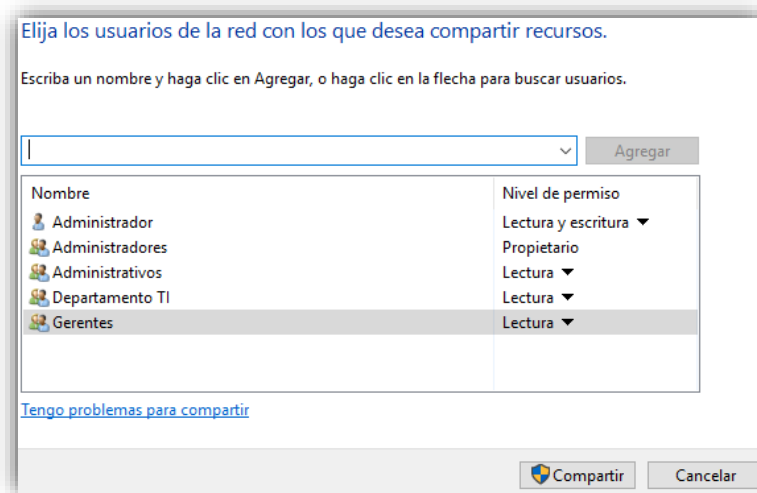 Elija los usuarios de la red con los que desea compartir recursos.
Escriba un nombre y haga clic en Agregar, o haga clic en la flecha para buscar usuarios.
Agregar
Nombre Nivel de permiso
Administrador Lectura y escritura
Administradores Propietario
Administrativos Lectura
Departamento TI Lectura
Gerentes Lectura
Tengo problemas para compartir
Compartir Cancelar